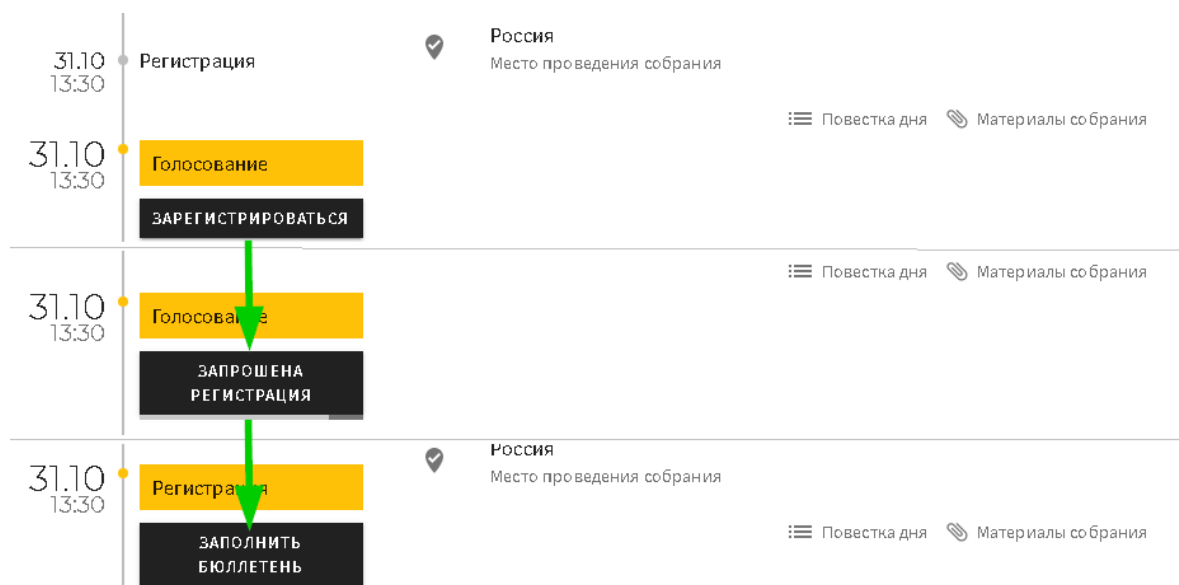 Россия
31.10 Регистрация
Место проведения собрания
13:30
Повестка дня Материалы собрания
31.10
Голосование
13:30
ЗАРЕГИСТРИРОВАТЬСЯ
Повестка дня Материалы собрания
31.10
Голосование
13:30
ЗАПРОШЕНА
РЕГИСТРАЦИЯ
Россия
31.10
Место проведения собрания
Регистрация
13:30
Повестка дня Материалы собрания
ЗАПОЛНИТЬ
БЮЛЛЕТЕНЬ